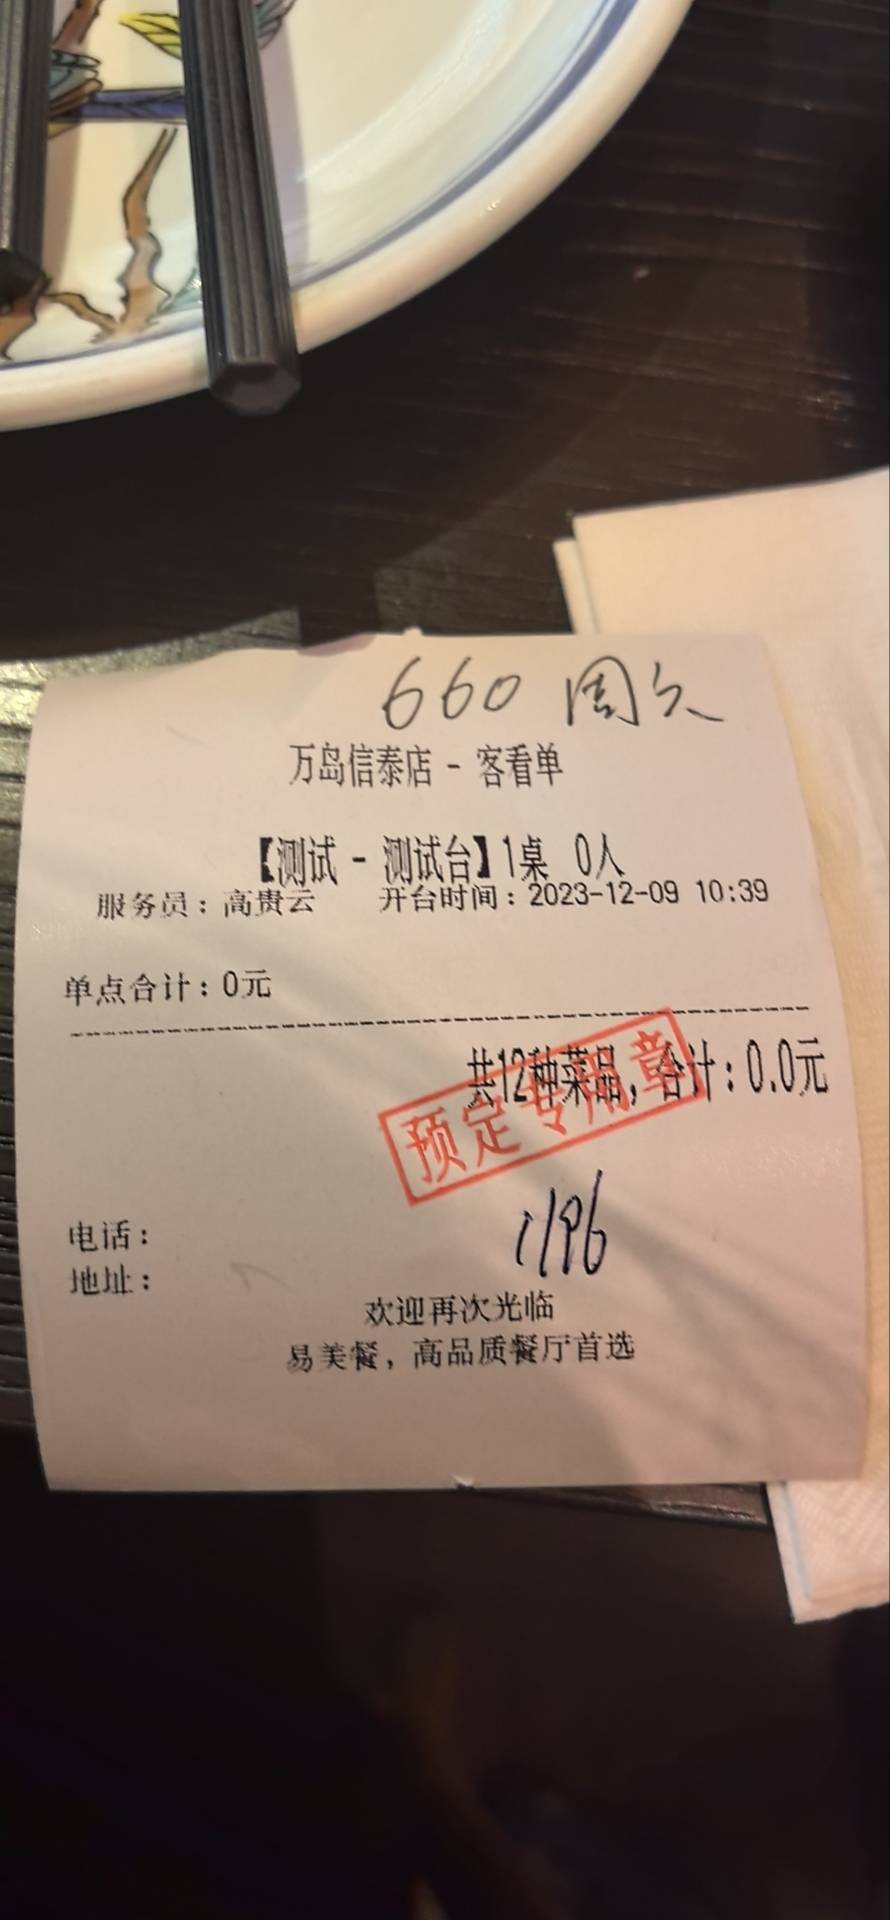 660 周久
万岛信泰店 - 客看单
【测试 - 测试台】1桌 0人
服务员：高贵云 开台时间：2023-12-09 10:39
单点合计：0元
共12种菜品，合计：0.0元
预定专用章
1196
电话：
地址：
欢迎再次光临
易美餐，高品质餐厅首选